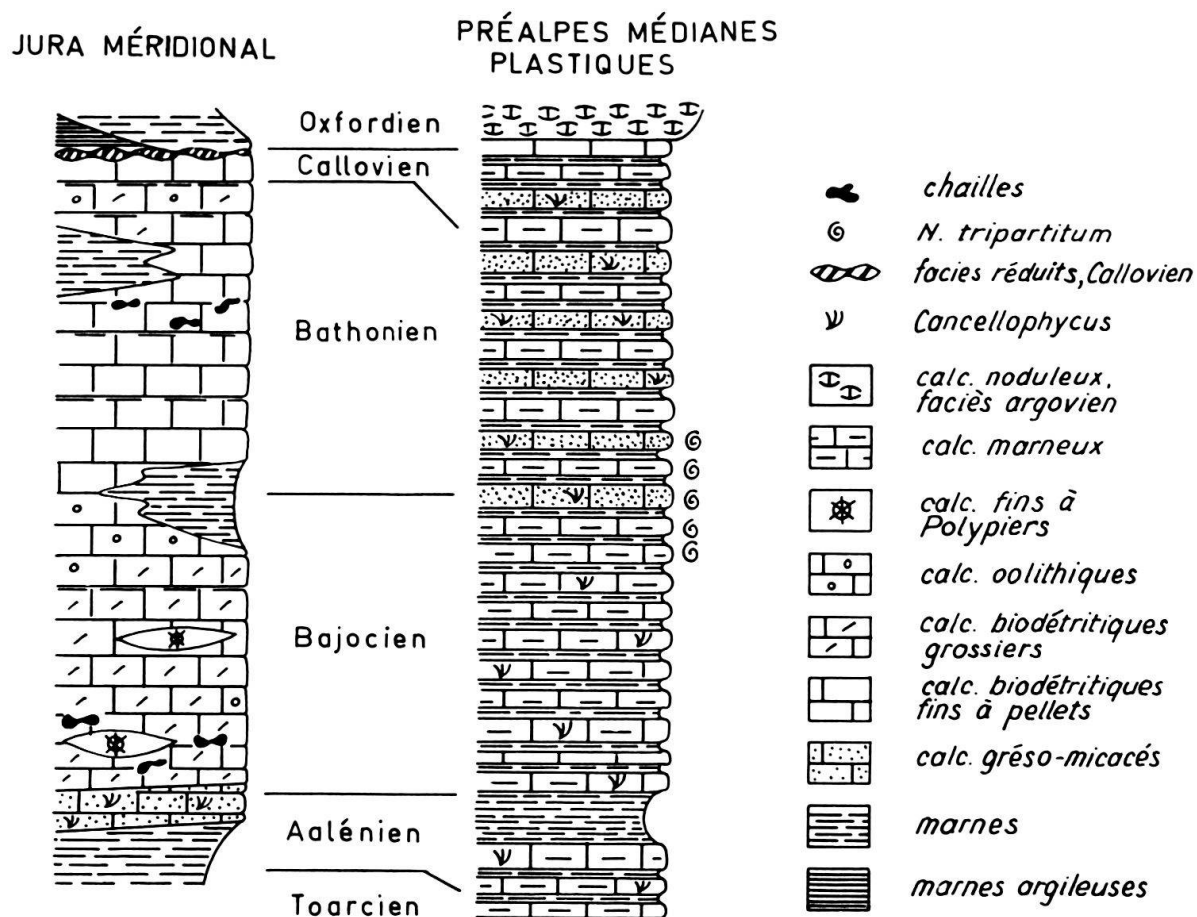 JURA MÉRIDIONAL
PRÉALPES MÉDIANES
PLASTIQUES
Oxfordien
Callovien
Bathonien
Bajocien
Aalénien
Toarcien
chailles
N. tripartitum
facies réduits, Callovien
Cancellophycus
calc. noduleux,
faciès argovien
calc. marneux
calc. fins à
Polypiers
calc. oolithiques
calc. biodétritiques
grossiers
calc. biodétritiques
fins à pellets
calc. gréso-micacés
marnes
marnes argileuses